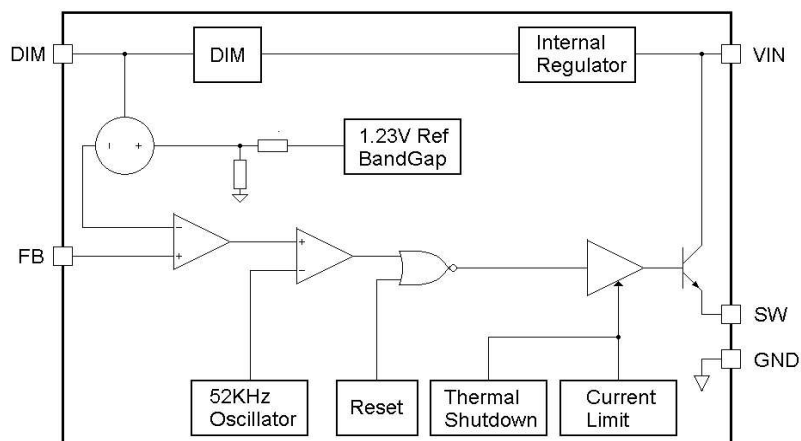 DIM
DIM
Internal
Regulator
VIN
- +
1.23V Ref
BandGap
-
+
FB
+
-
SW
GND
52KHz
Oscillator
Reset
Thermal
Shutdown
Current
Limit